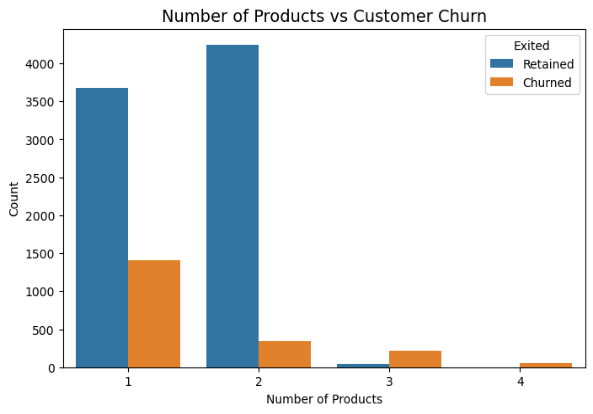 Number of Products vs Customer Churn
Exited
Retained
Churned
4000
3500
3000
2500
2000
1500
1000
500
0
Count
1 2 3 4
Number of Products